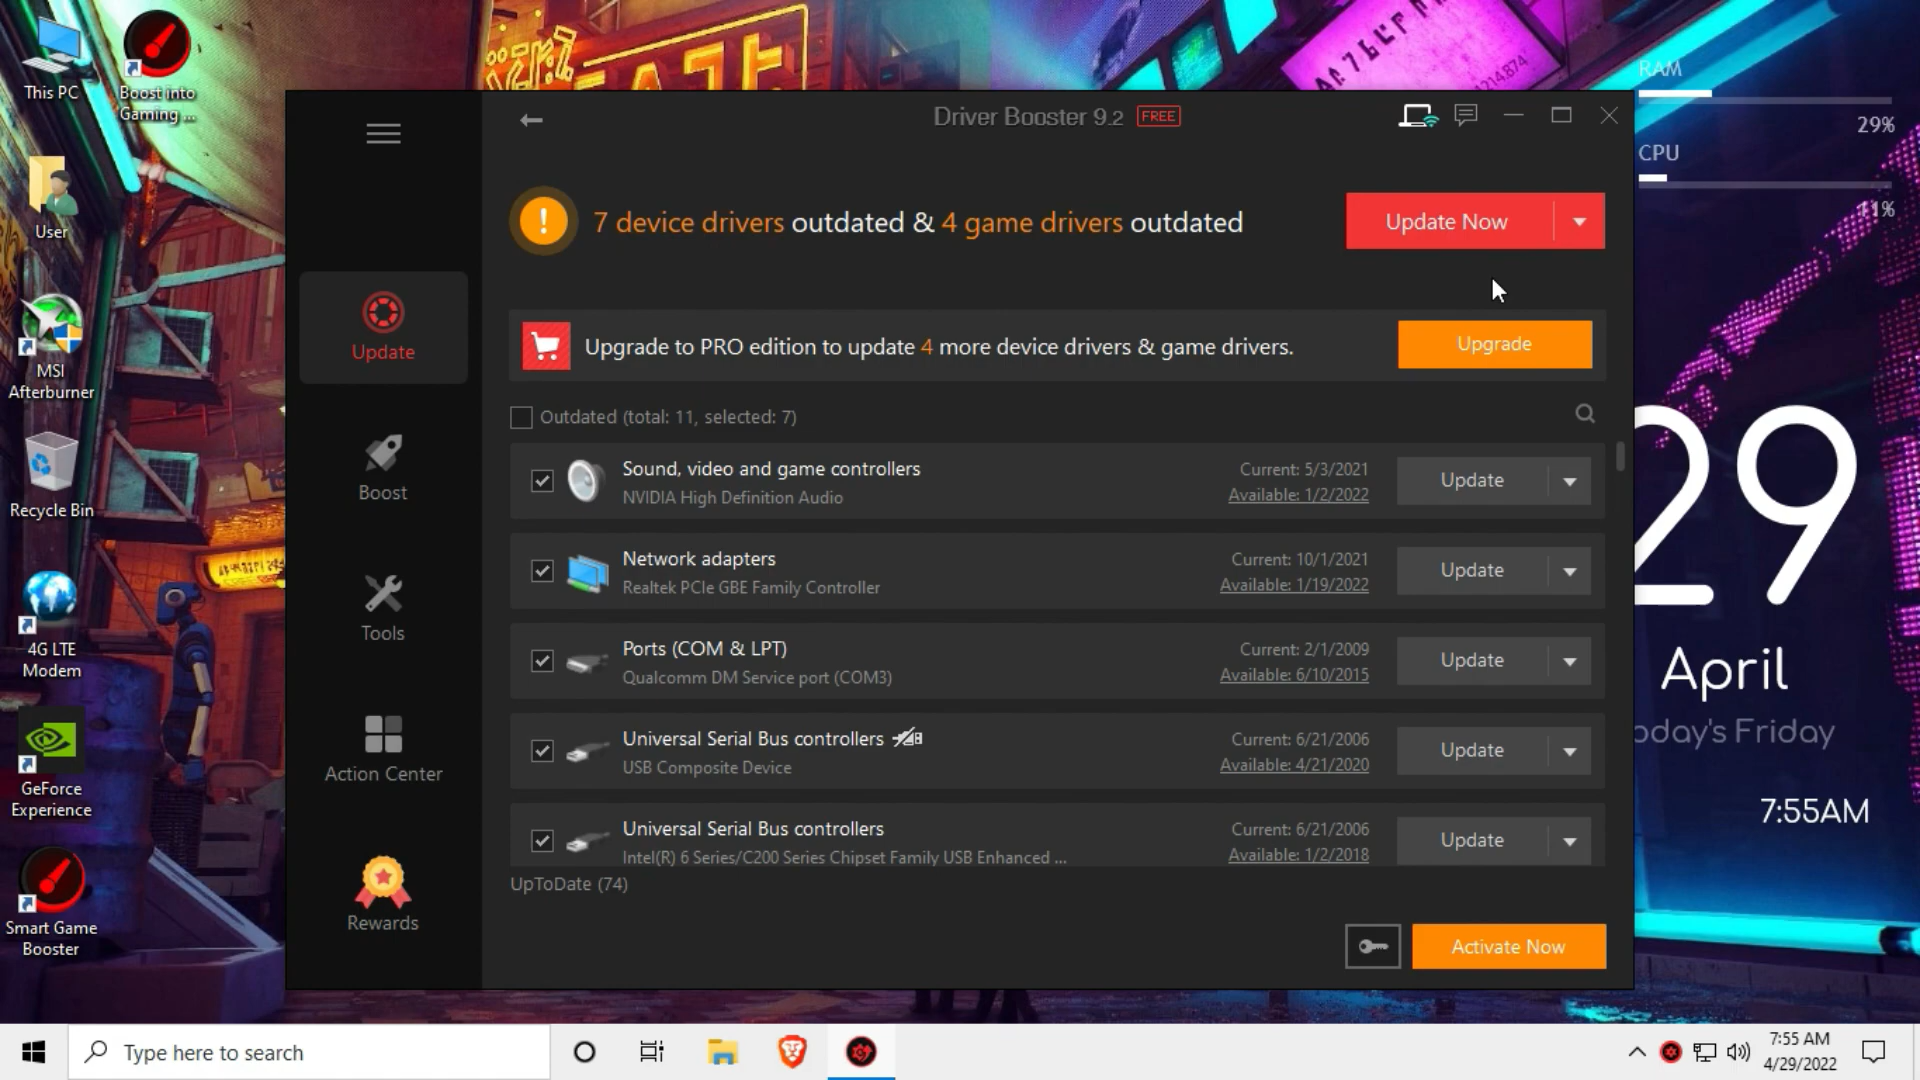 This PC
Boost into
Gaming ...
User
MSI
Afterburner
Recycle Bin
4G LTE
Modem
GeForce
Experience
Smart Game
Booster
Driver Booster 9.2 FREE
Update
Boost
Tools
Action Center
Rewards
7 device drivers outdated & 4 game drivers outdated
Update Now
Upgrade to PRO edition to update 4 more device drivers & game drivers.
Upgrade
Outdated (total: 11, selected: 7)
Sound, video and game controllers
NVIDIA High Definition Audio
Current: 5/3/2021
Available: 1/2/2022
Update
Network adapters
Realtek PCIe GBE Family Controller
Current: 10/1/2021
Available: 1/19/2022
Update
Ports (COM & LPT)
Qualcomm DM Service port (COM3)
Current: 2/1/2009
Available: 6/10/2015
Update
Universal Serial Bus controllers
USB Composite Device
Current: 6/21/2006
Available: 4/21/2020
Update
Universal Serial Bus controllers
Intel(R) 6 Series/C200 Series Chipset Family USB Enhanced ...
Current: 6/21/2006
Available: 1/2/2018
Update
UpToDate (74)
Activate Now
RAM
29%
CPU
11%
29
April
oday's Friday
7:55AM
Type here to search
7:55 AM
4/29/2022